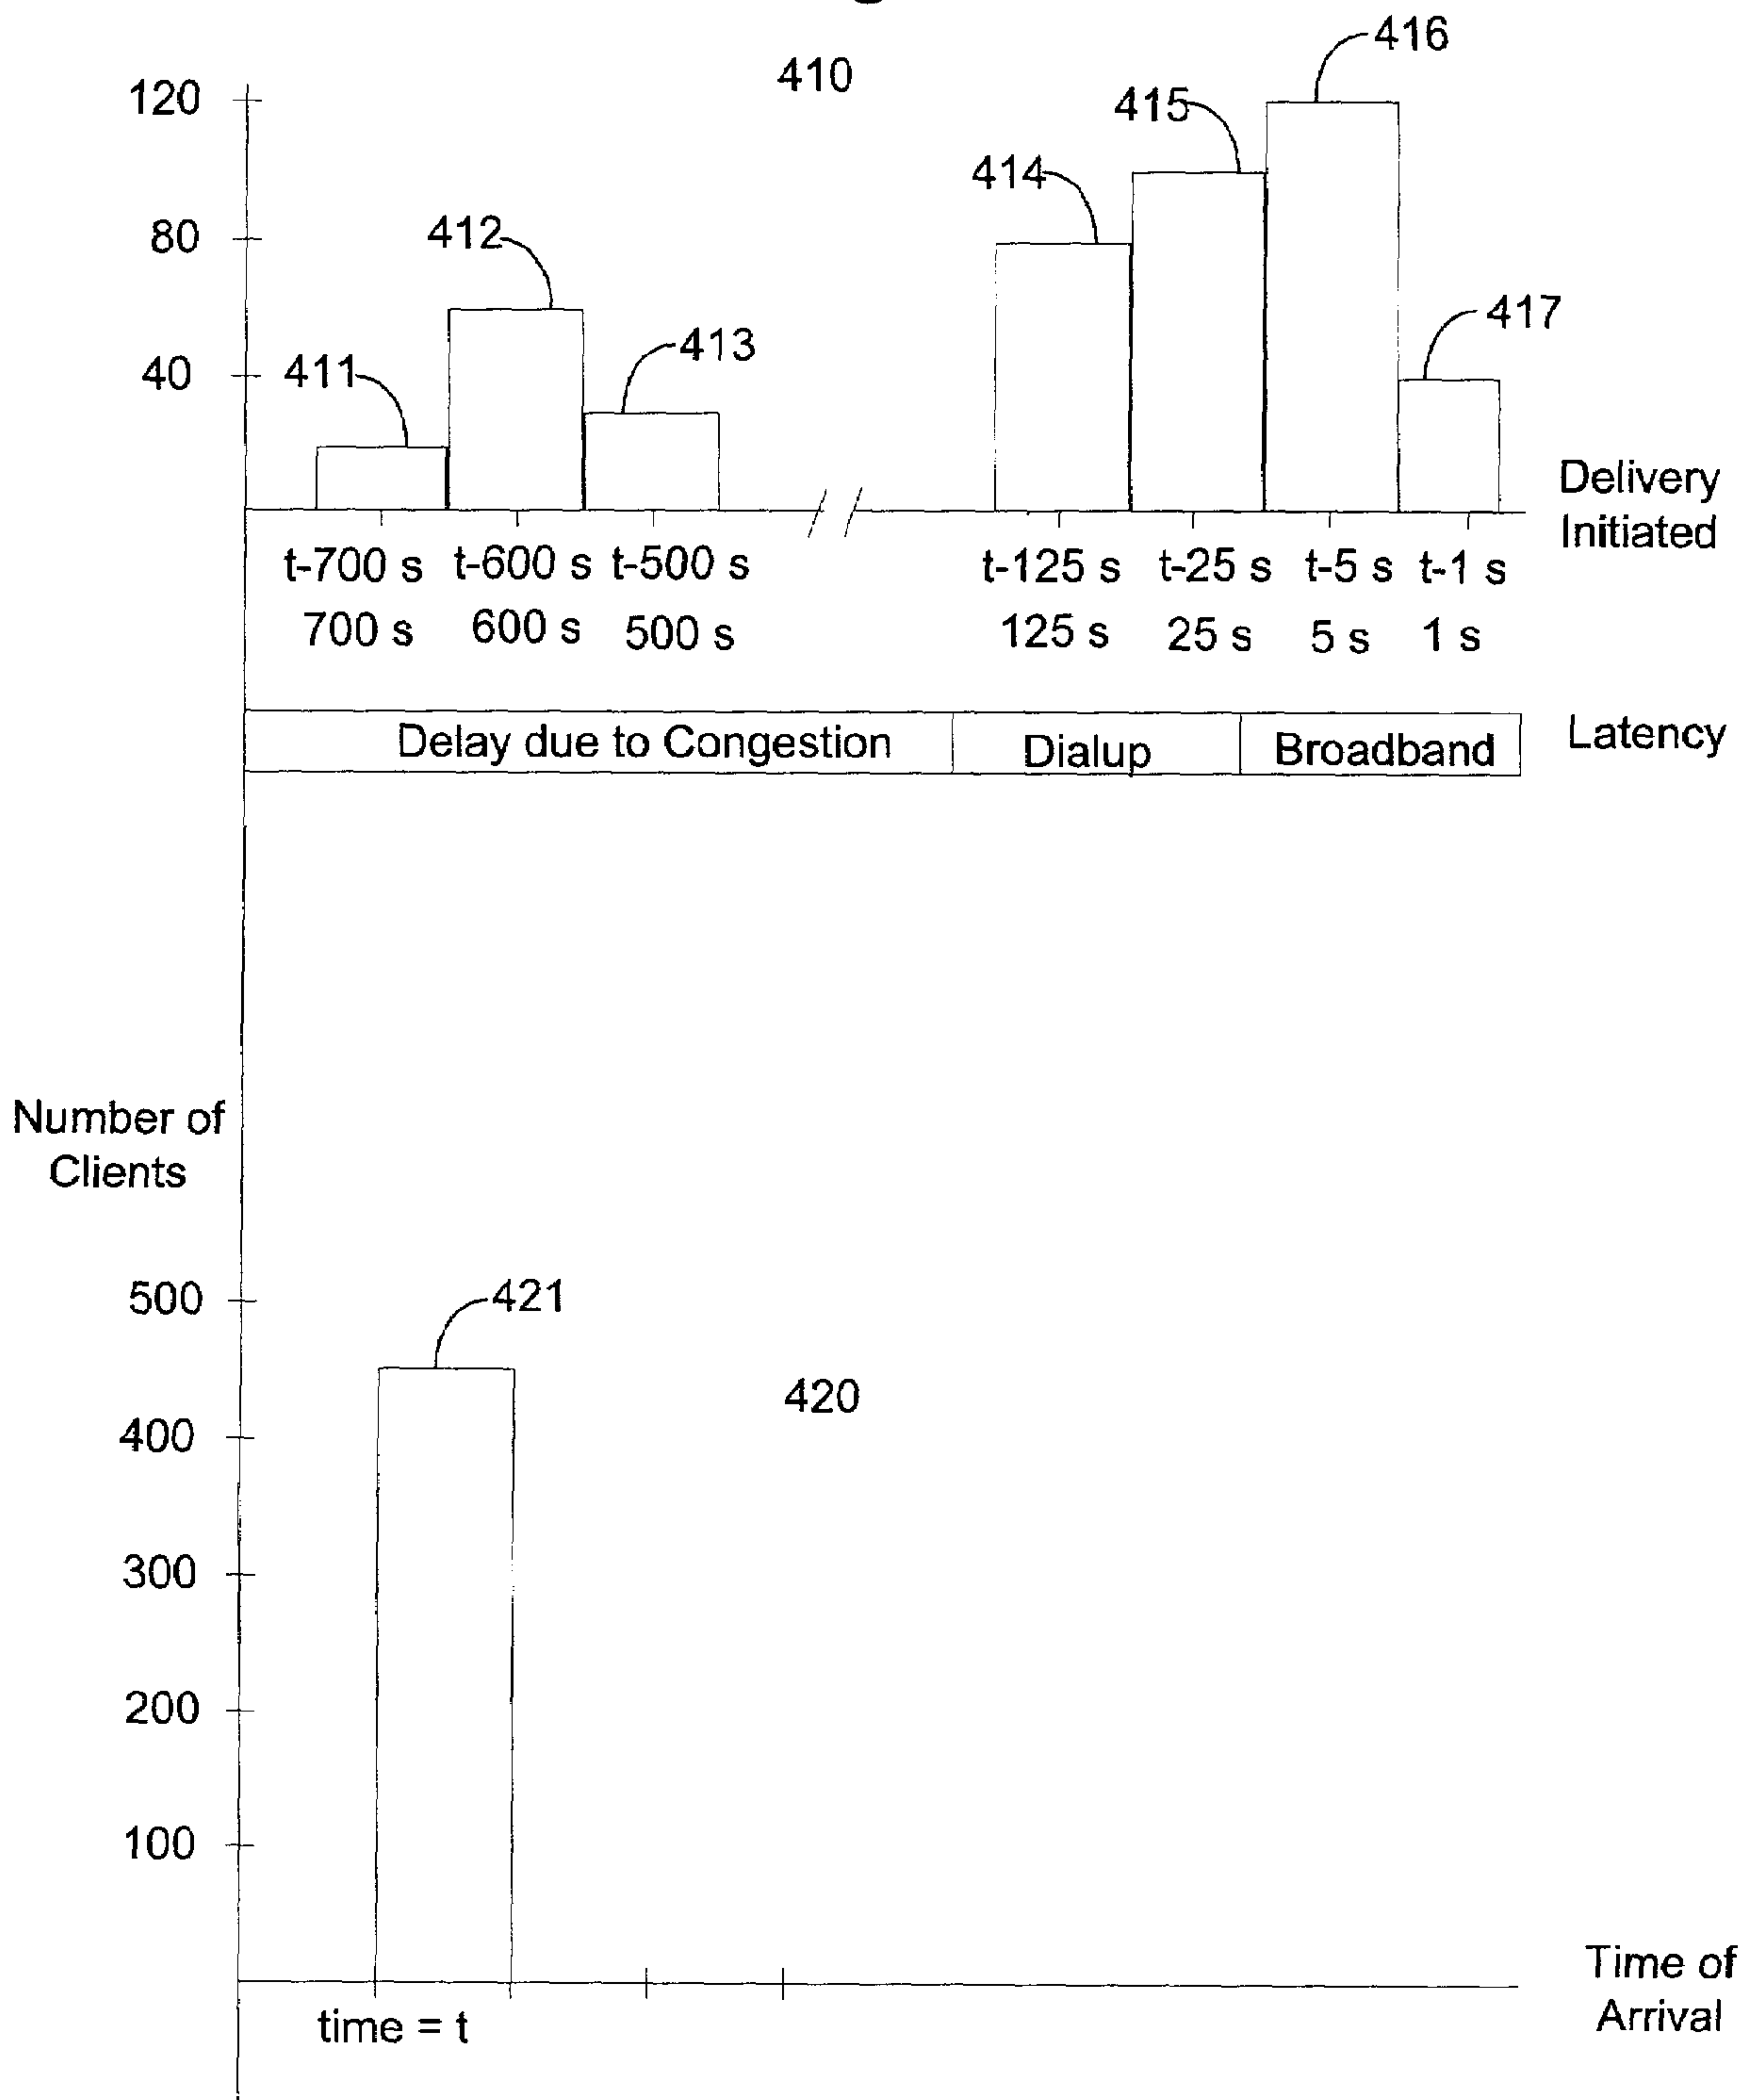 416
410
120
415
414
80
412
417
413
40
411
Delivery
Initiated
t-700 s t-600 s t-500 s t-125 s t-25 s t-5 s t-1 s
700 s 600 s 500 s 125 s 25 s 5 s 1 s
Delay due to Congestion Dialup Broadband Latency
Number of
Clients
500
421
420
400
300
200
100
Time of
Arrival
time = t